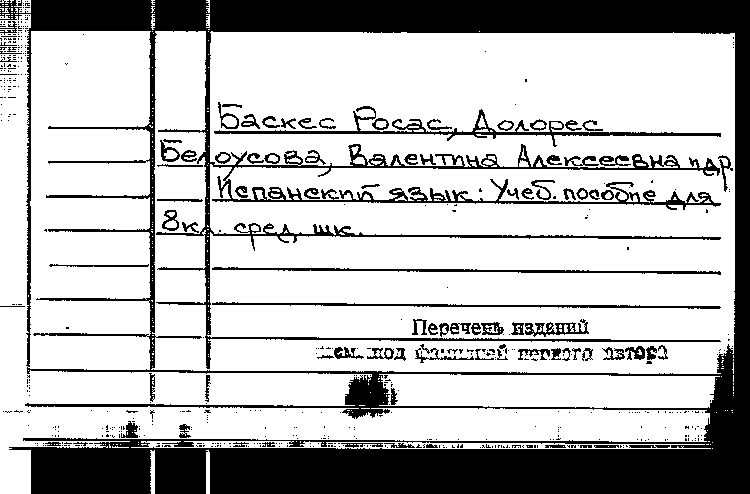 Баскес Росас, Долорес
Белоусова, Валентина Алексеевна и др.
Испанский язык: Учеб. пособие для
8 кл. сред. шк.
Перечень изданий
см. под фамилией первого автора